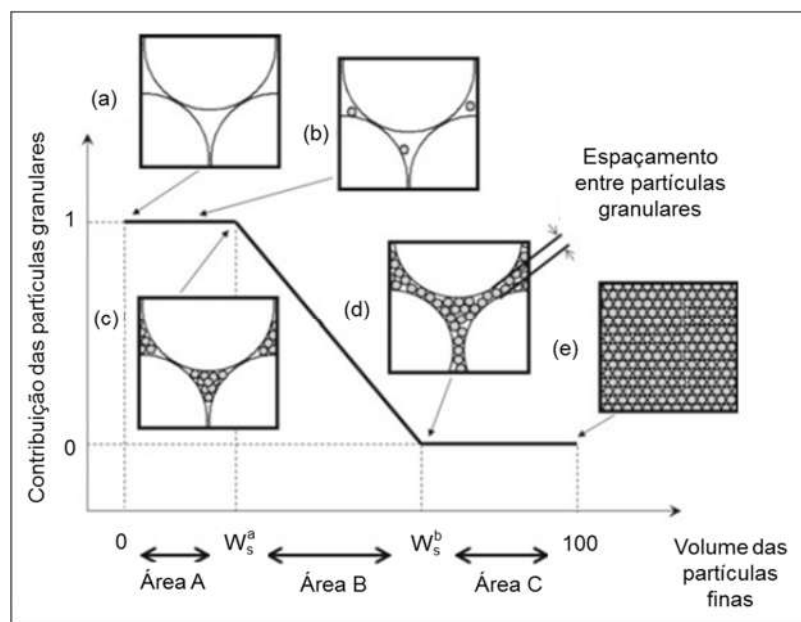 (a)
(b)
Espaçamento
entre partículas
granulares
1
(c)
(d)
(e)
0
Contribuição das partículas granulares
0
W_s^a
W_s^b
100
Volume das
partículas
finas
Área A
Área B
Área C